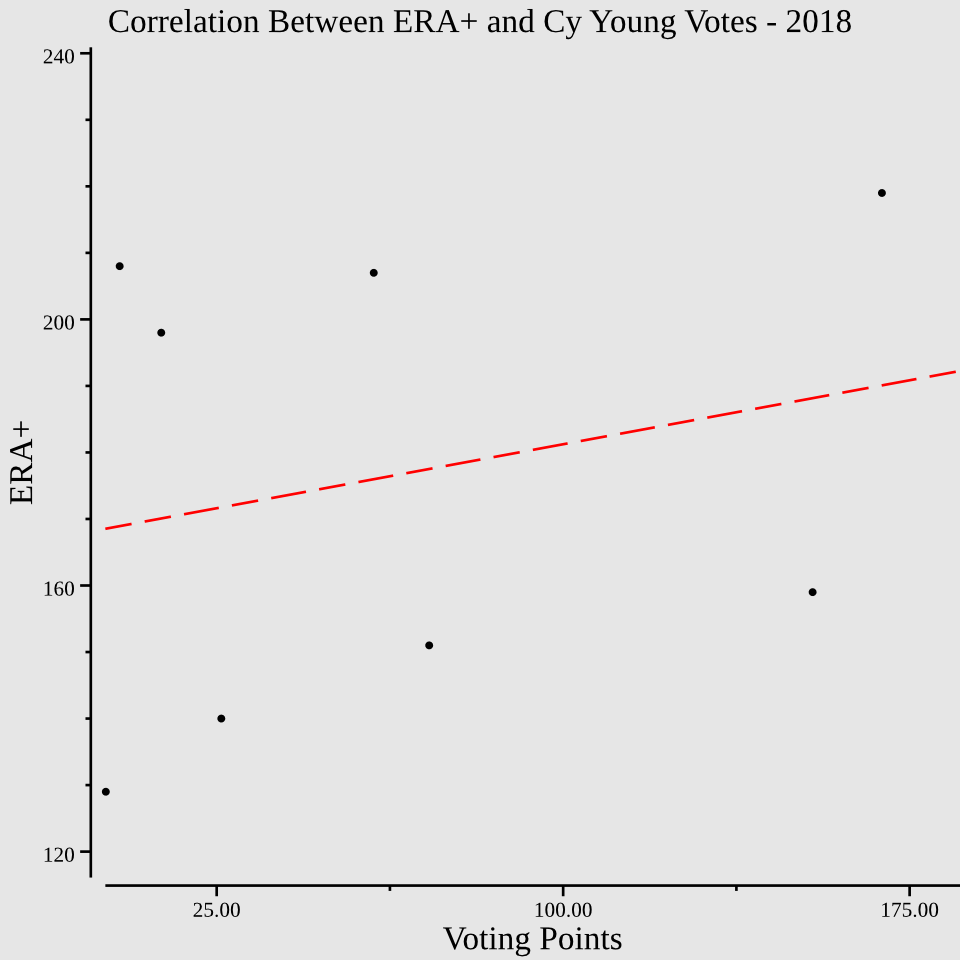 Correlation Between ERA+ and Cy Young Votes - 2018
240
200
160
120
ERA+
25.00
100.00
175.00
Voting Points